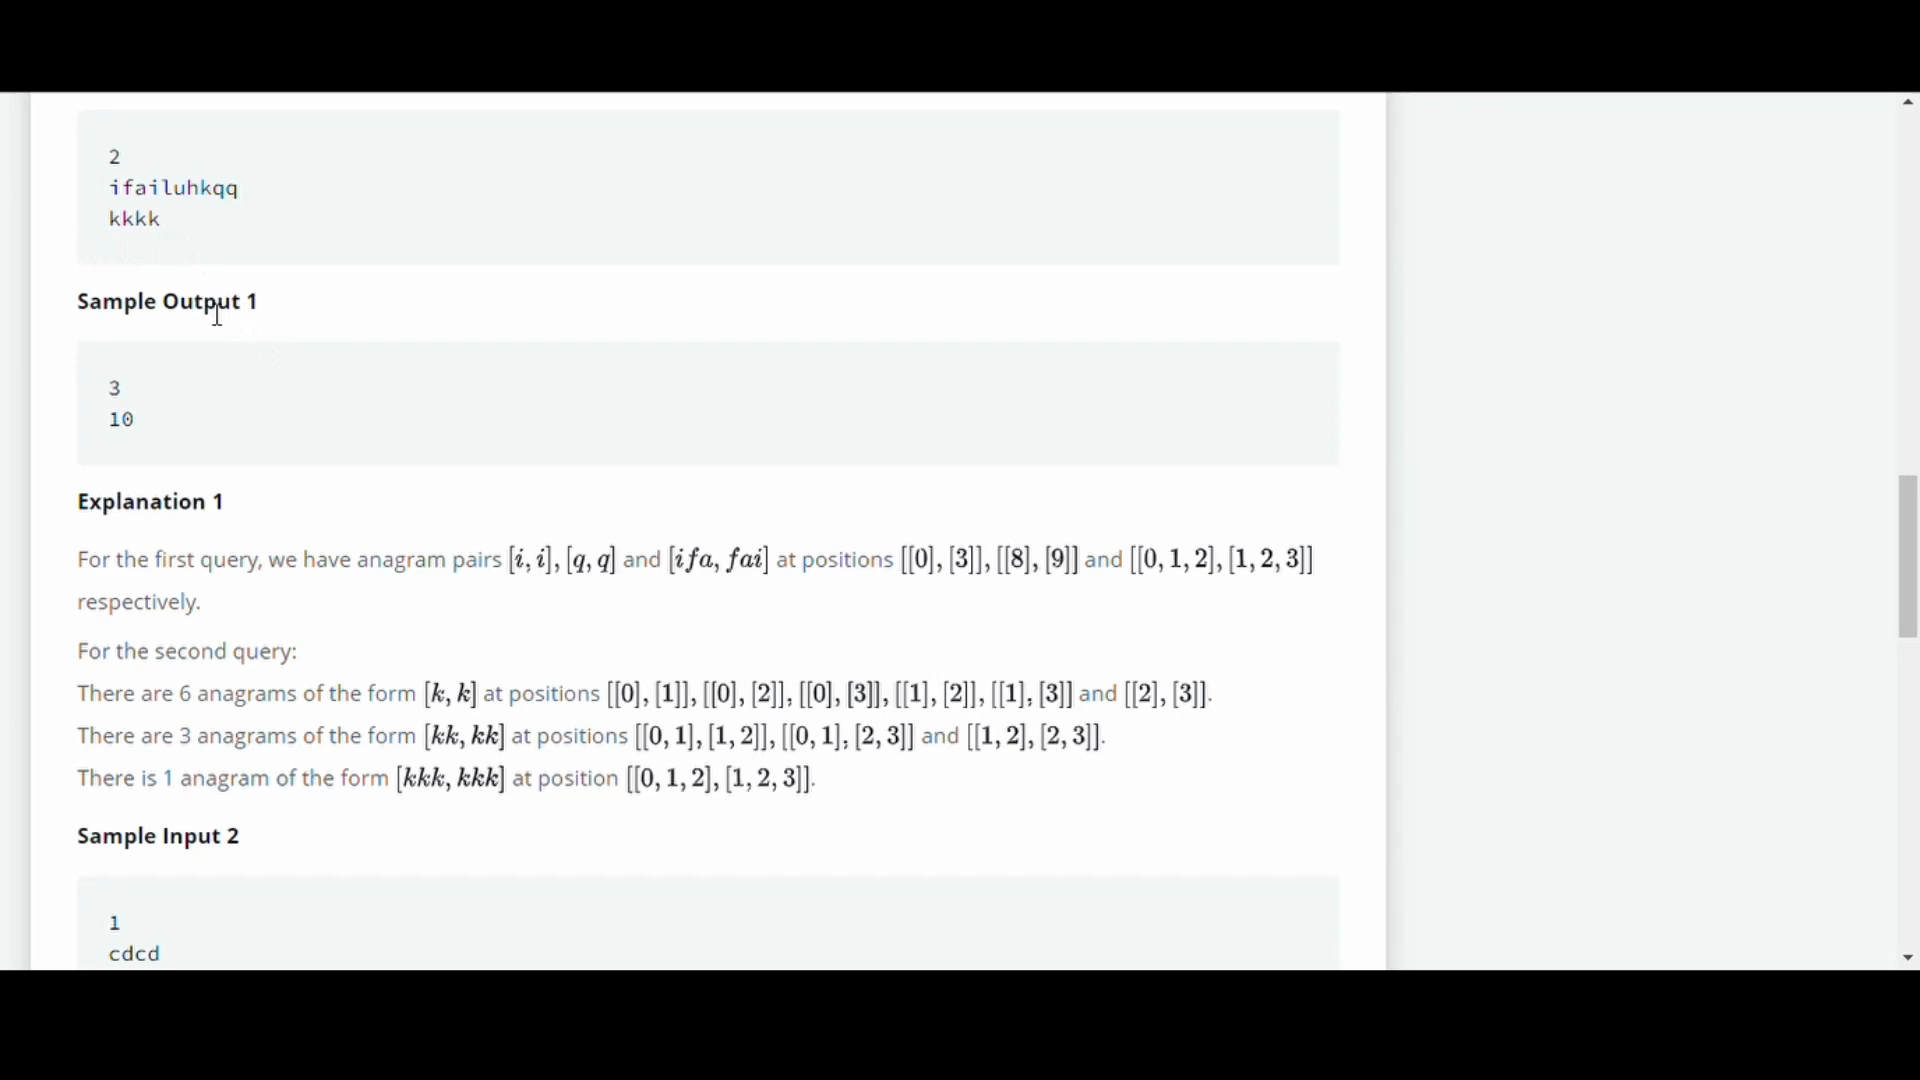 2
ifailuhkqq
kkkk
Sample Output 1
3
10
Explanation 1
For the first query, we have anagram pairs [i, i], [q, q] and [ifa, fai] at positions [[0], [3]], [[8], [9]] and [[0, 1, 2], [1, 2, 3]]
respectively.
For the second query:
There are 6 anagrams of the form [k, k] at positions [[0], [1]], [[0], [2]], [[0], [3]], [[1], [2]], [[1], [3]] and [[2], [3]].
There are 3 anagrams of the form [kk, kk] at positions [[0, 1], [1, 2]], [[0, 1], [2, 3]] and [[1, 2], [2, 3]].
There is 1 anagram of the form [kkk, kkk] at position [[0, 1, 2], [1, 2, 3]].
Sample Input 2
1
cdcd